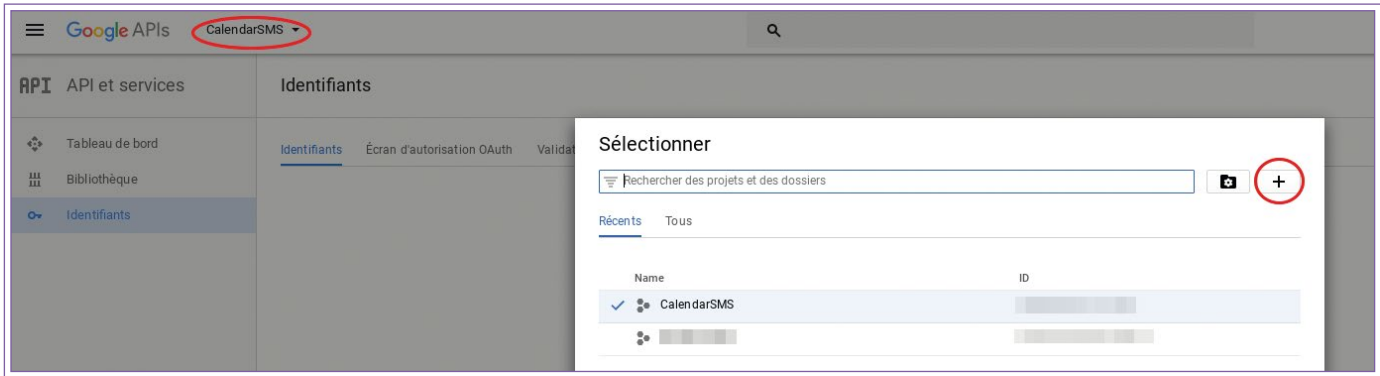 Google APIs CalendarSMS
API API et services Identifiants
Tableau de bord
Bibliothèque
Identifiants
Identifiants Écran d'autorisation OAuth Validat
Sélectionner
Rechercher des projets et des dossiers
Récents Tous
Name ID
CalendarSMS